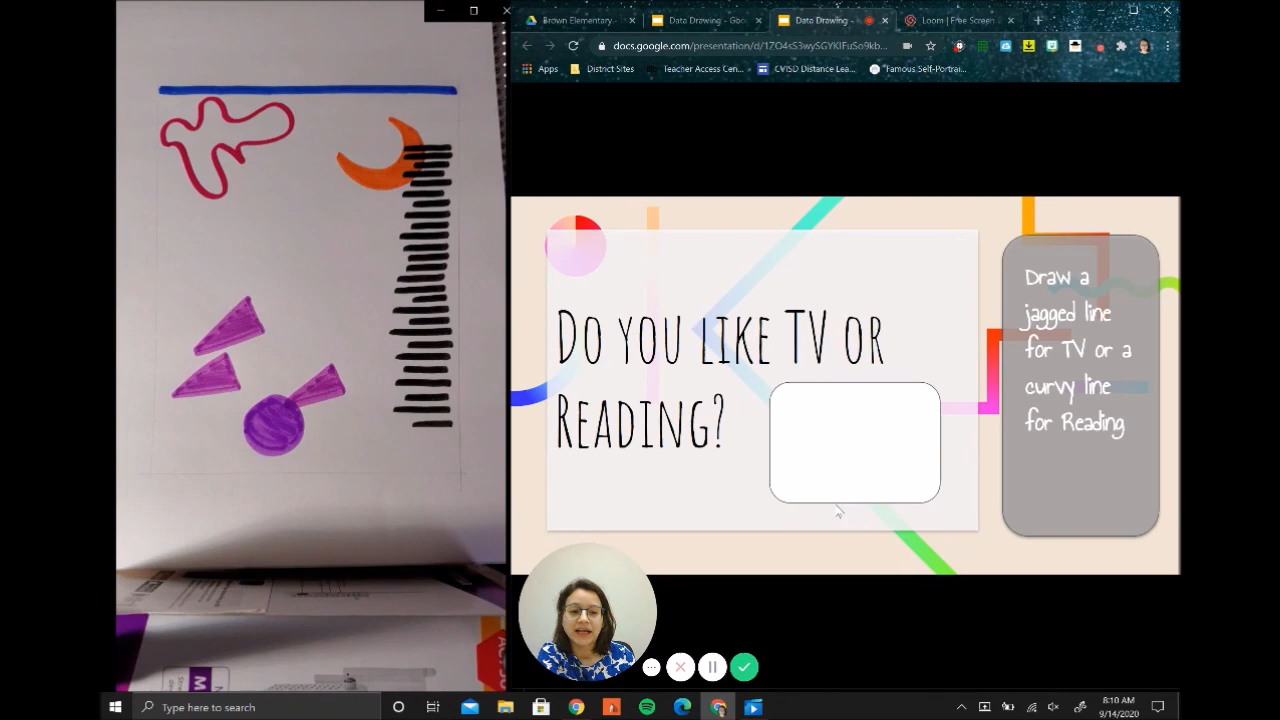 Brown Elementary
Data Drawing - Goo
Data Drawing -
Loom | Free Screen
docs.google.com/presentation/d/1ZO4sS3wySGYKlFuSo9kb...
Apps
District Sites
Teacher Access Cen...
CVISD Distance Lea...
Famous Self-Portrai...
Do you like TV or
Reading?
Draw a
jagged line
for TV or a
curvy line
for Reading
Type here to search
8:10 AM
9/14/2020